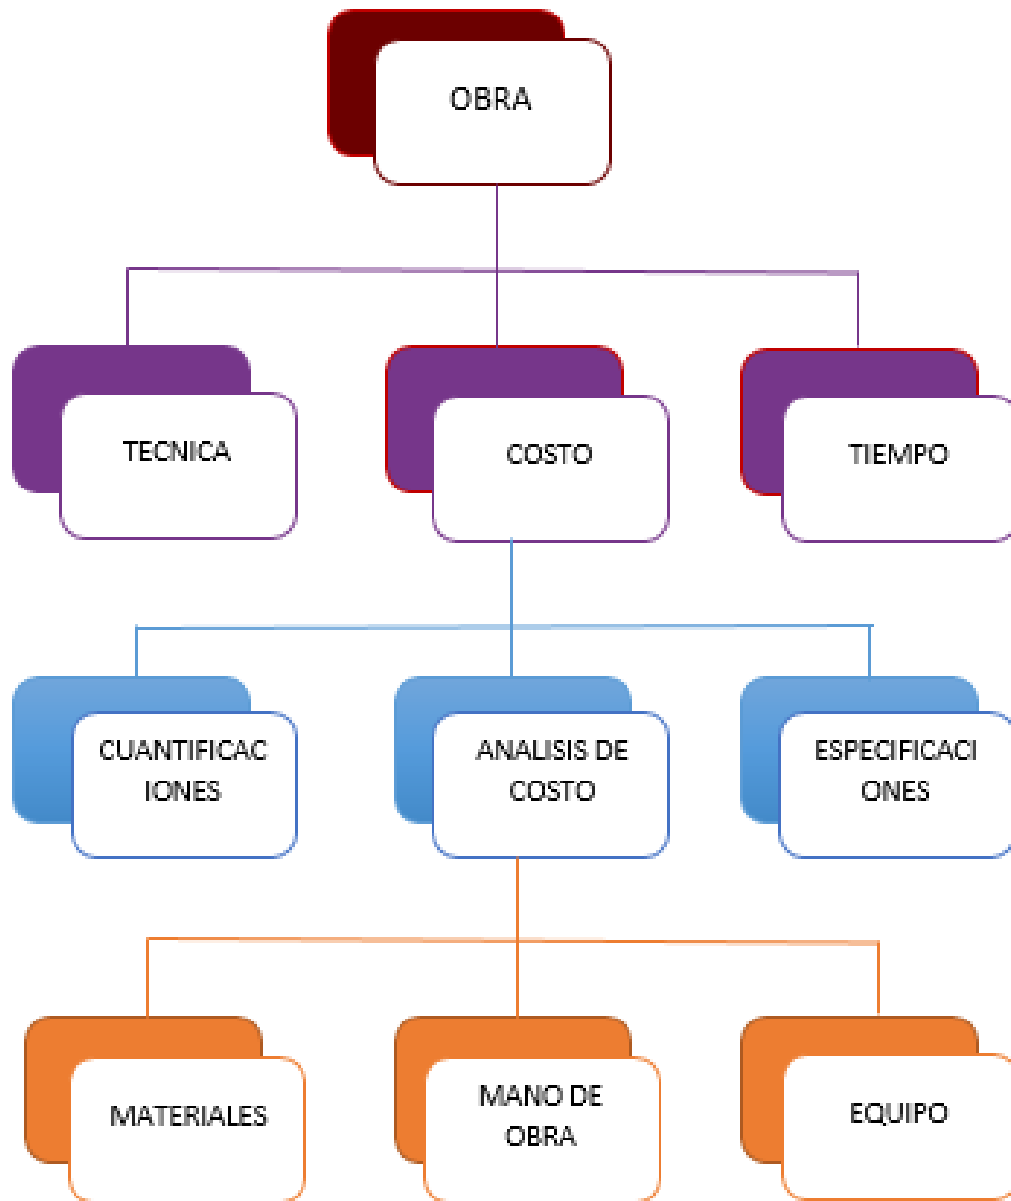 OBRA
TECNICA
COSTO
TIEMPO
CUANTIFICAC
IONES
ANALISIS DE
COSTO
ESPECIFICACI
ONES
MATERIALES
MANO DE
OBRA
EQUIPO